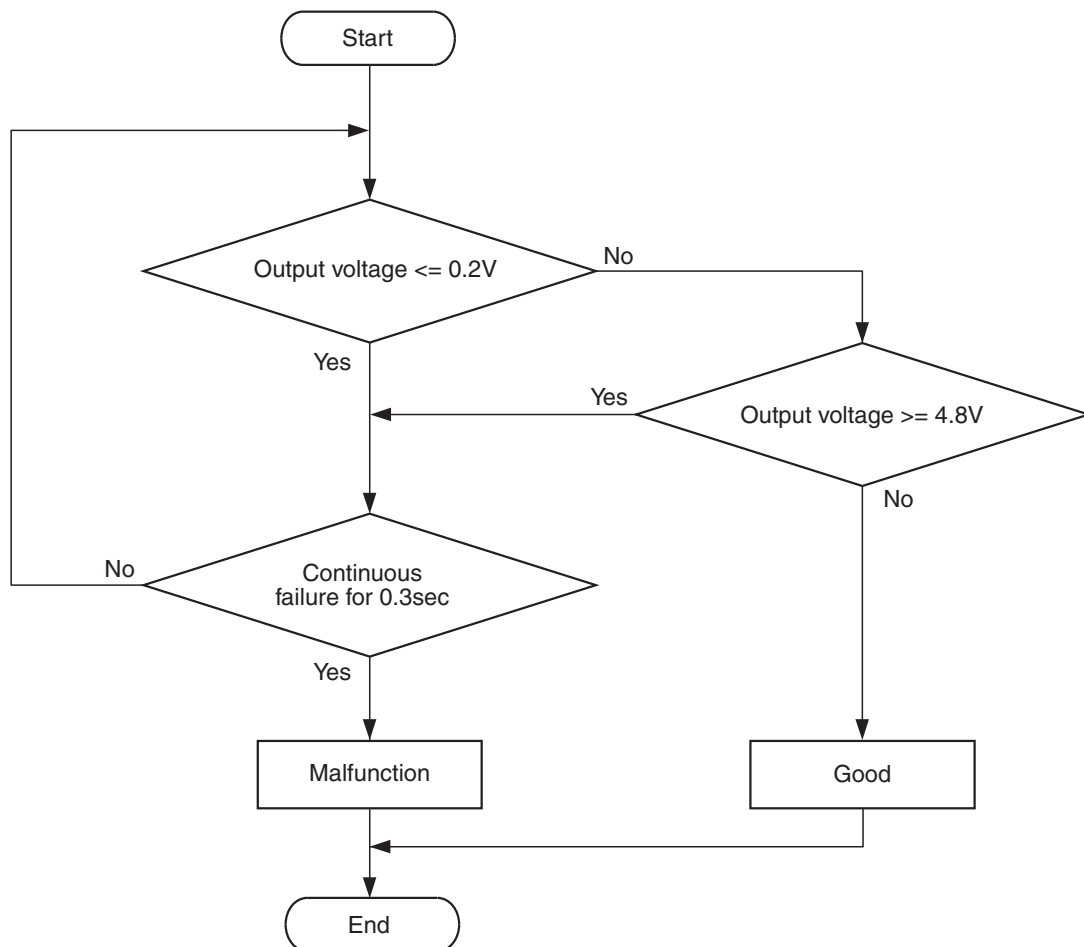 Start
Output voltage <= 0.2V
No
Yes
Yes
Output voltage >= 4.8V
No
No
Continuous
failure for 0.3sec
Yes
Malfunction
Good
End